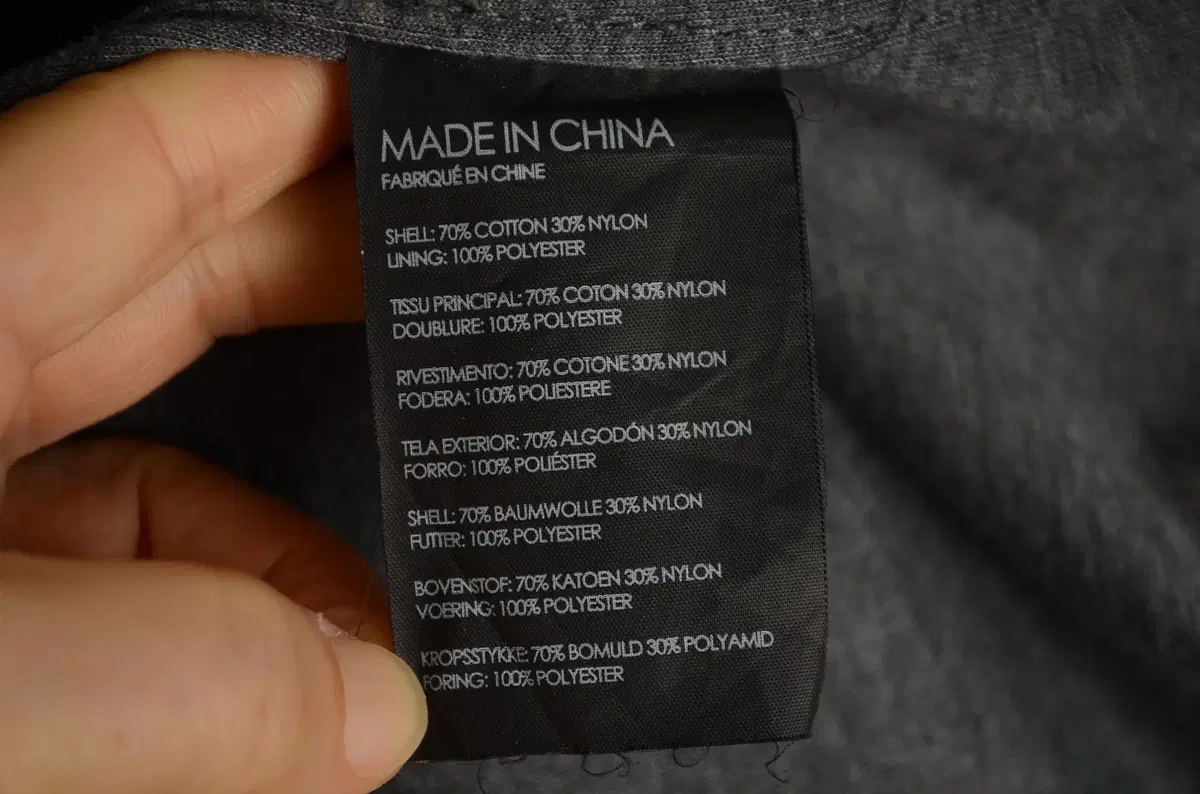 MADE IN CHINA
FABRIQUÉ EN CHINE
SHELL: 70% COTTON 30% NYLON
LINING: 100% POLYESTER
TISSU PRINCIPAL: 70% COTON 30% NYLON
DOUBLURE: 100% POLYESTER
RIVESTIMENTO: 70% COTONE 30% NYLON
FODERA: 100% POLIESTERE
TELA EXTERIOR: 70% ALGODÓN 30% NYLON
FORRO: 100% POLIÉSTER
SHELL: 70% BAUMWOLLE 30% NYLON
FUTTER: 100% POLYESTER
BOVENSTOF: 70% KATOEN 30% NYLON
VOERING: 100% POLYESTER
KROPSSTYKKE: 70% BOMULD 30% POLYAMID
FORING: 100% POLYESTER